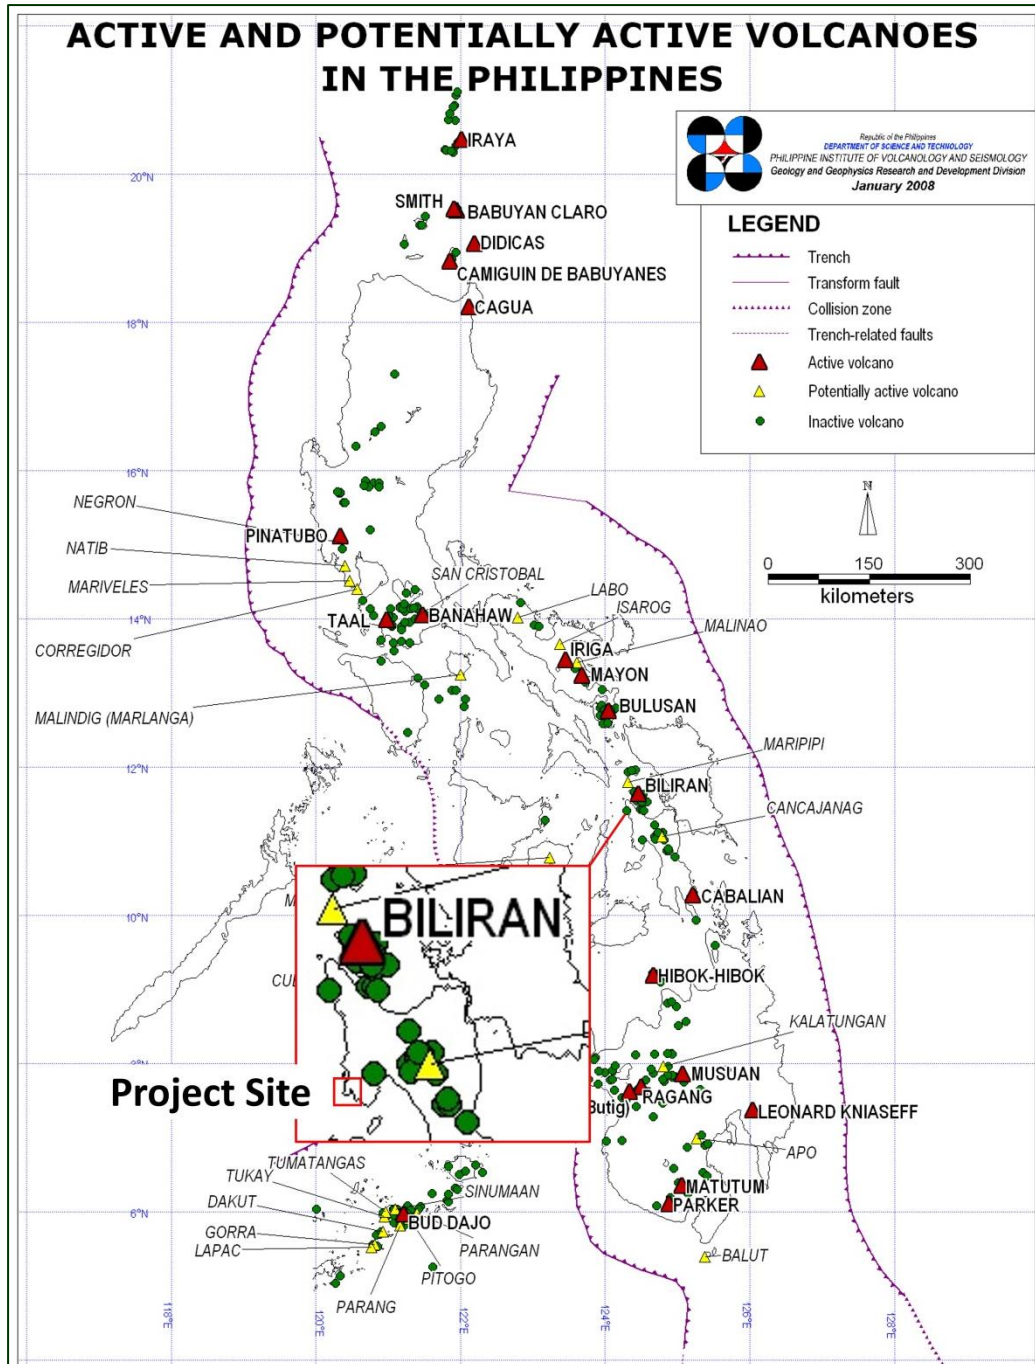 ACTIVE AND POTENTIALLY ACTIVE VOLCANOES
IN THE PHILIPPINES
Republic of the Philippines
DEPARTMENT OF SCIENCE AND TECHNOLOGY
PHILIPPINE INSTITUTE OF VOLCANOLOGY AND SEISMOLOGY
Geology and Geophysics Research and Development Division
January 2008
LEGEND
Trench
Transform fault
Collision zone
Trench-related faults
Active volcano
Potentially active volcano
Inactive volcano
N
0 150 300
kilometers
IRAYA
20°N
SMITH
BABUYAN CLARO
DIDICAS
CAMIGUIN DE BABUYANES
CAGUA
18°N
16°N
NEGRON
PINATUBO
NATIB
MARIVELES
SAN CRISTOBAL
LABO
ISAROG
TAAL
14°N
BANAHAW
MALINAO
CORREGIDOR
IRIGA
MAYON
MALINDIG (MARLANGA)
BULUSAN
MARIPIPI
12°N
BILIRAN
CANCAJANAG
CABALIAN
10°N
BILIRAN
HIBOK-HIBOK
KALATUNGAN
MUSUAN
Project Site
RAGANG
Butig)
LEONARD KNIASEFF
APO
TUMATANGAS
TUKAY
SINUMAAN
MATUTUM
DAKUT
PARKER
6°N
BUD DAJO
GORRA
PARANGAN
LAPAC
BALUT
PITOGO
PARANG
118°E
120°E
122°E
124°E
126°E
128°E